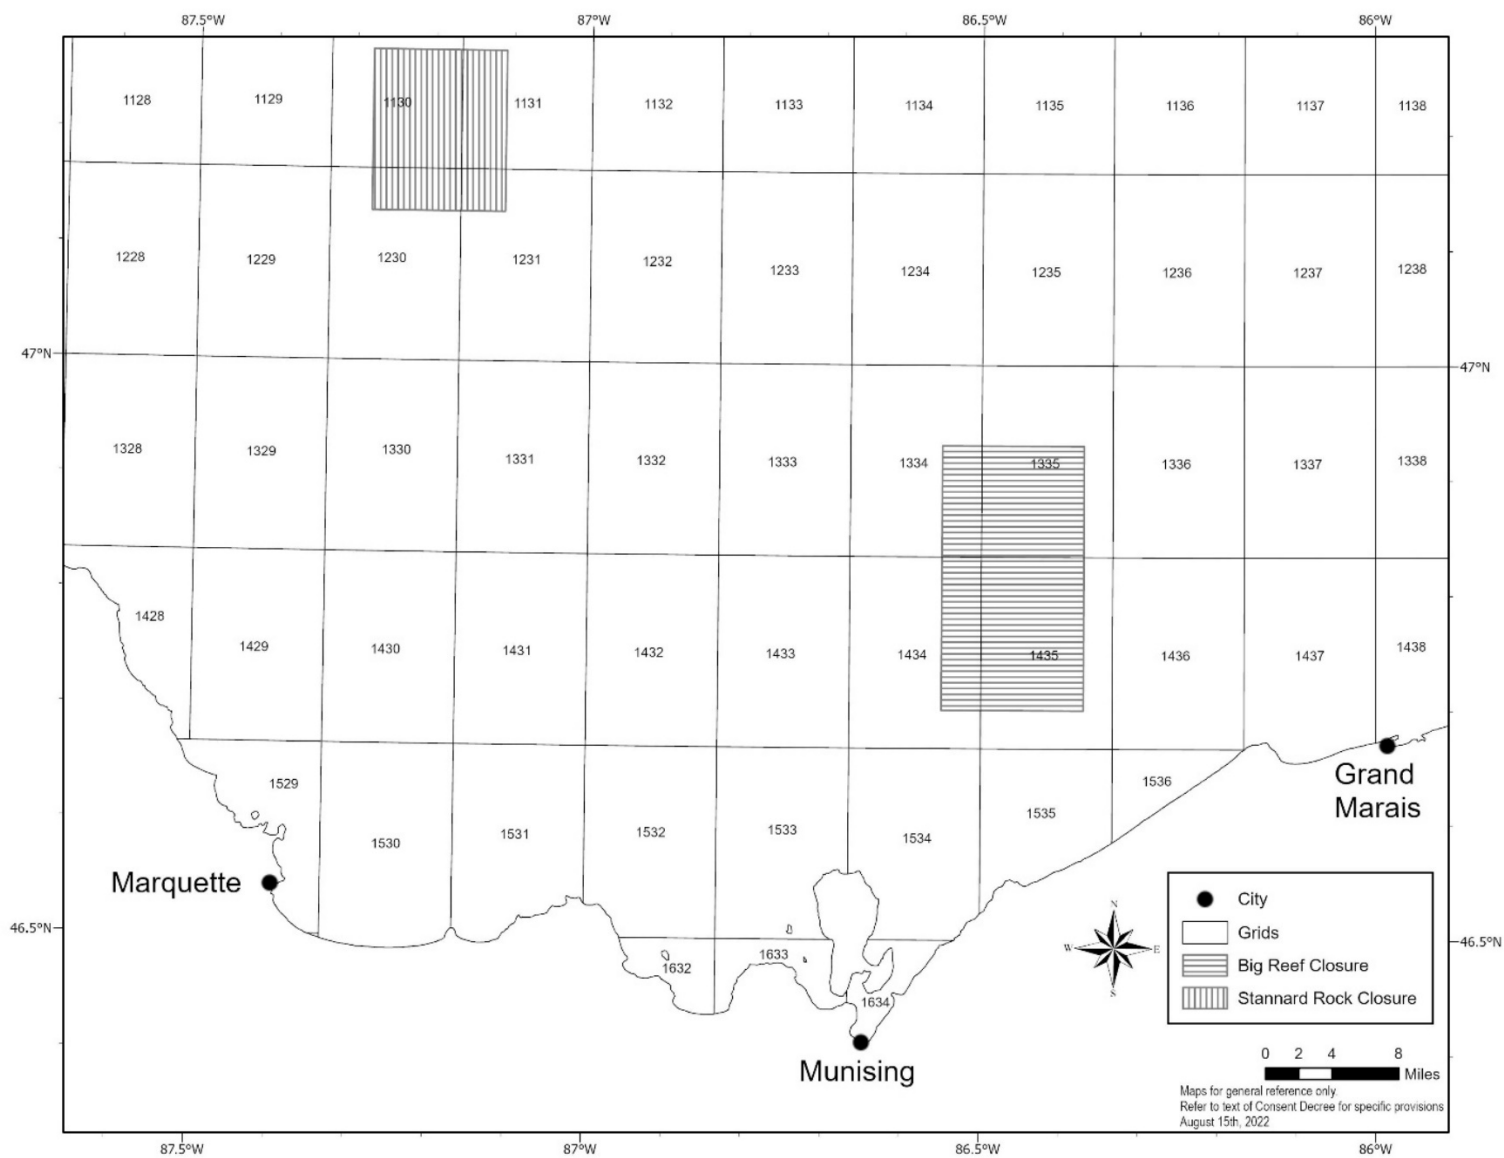 87.5°W 87°W 86.5°W 86°W
1128 1129 1130 1131 1132 1133 1134 1135 1136 1137 1138
1228 1229 1230 1231 1232 1233 1234 1235 1236 1237 1238
47°N 47°N
1328 1329 1330 1331 1332 1333 1334 1335 1336 1337 1338
1428 1429 1430 1431 1432 1433 1434 1435 1436 1437 1438
Grand
Marais
1529 1530 1531 1532 1533 1534 1535 1536
Marquette
46.5°N 46.5°N
1632 1633 1634
Munising
City
Grids
Big Reef Closure
Stannard Rock Closure
N
W E
S
0 2 4 8
Miles
Maps for general reference only.
Refer to text of Consent Decree for specific provisions
August 15th, 2022
87.5°W 87°W 86.5°W 86°W